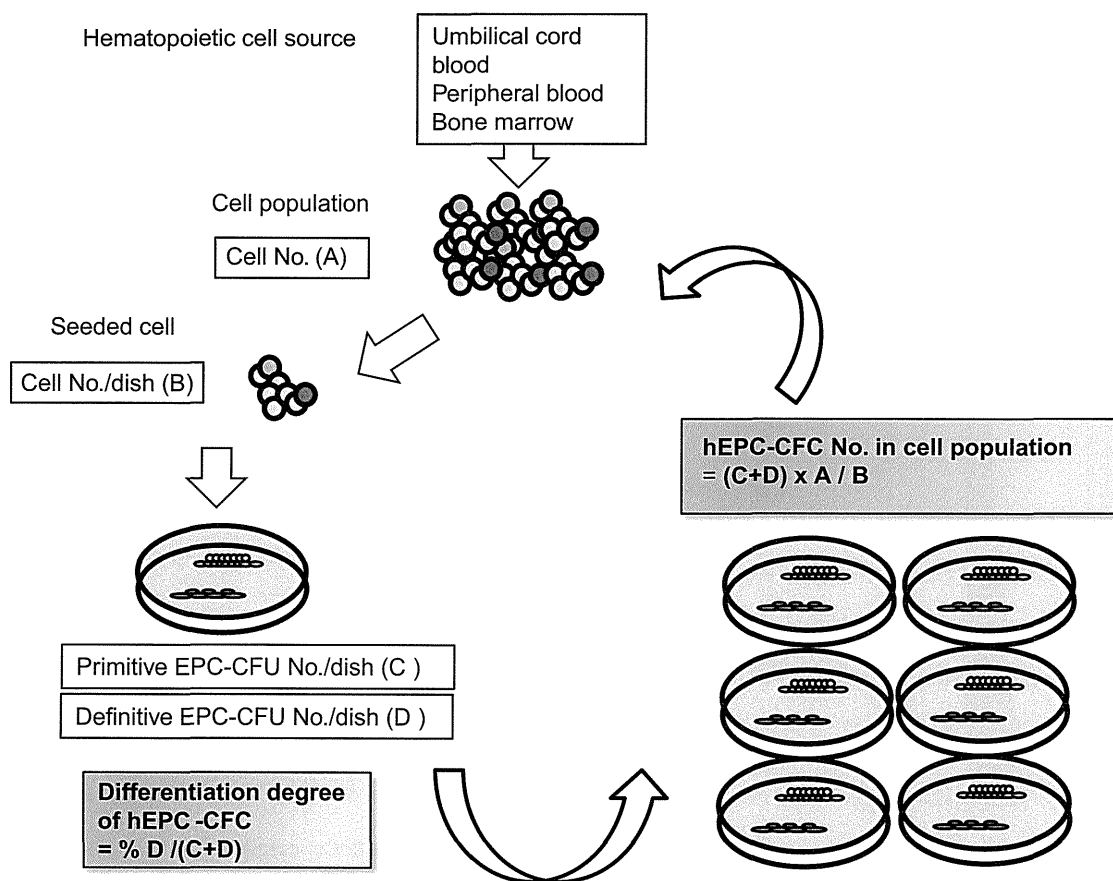 Hematopoietic cell source
Umbilical cord
blood
Peripheral blood
Bone marrow
Cell population
Cell No. (A)
Seeded cell
Cell No./dish (B)
hEPC-CFC No. in cell population
= (C+D) x A / B
Primitive EPC-CFU No./dish (C )
Definitive EPC-CFU No./dish (D )
Differentiation degree
of hEPC -CFC
= % D /(C+D)